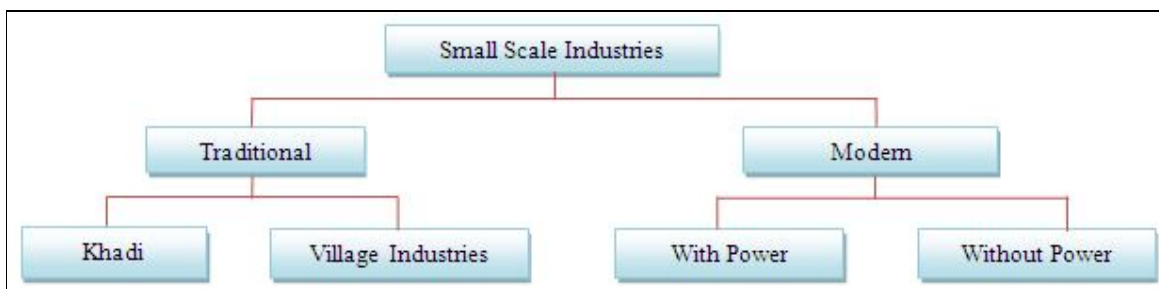 Small Scale Industries
Traditional
Modern
Khadi
Village Industries
With Power
Without Power